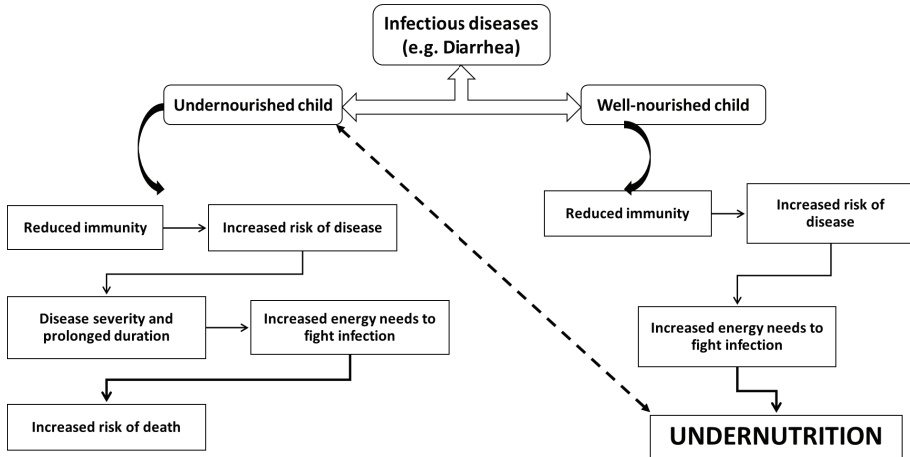 Infectious diseases
(e.g. Diarrhea)
Undernourished child
Well-nourished child
Reduced immunity
Increased risk of disease
Reduced immunity
Increased risk of
disease
Disease severity and
prolonged duration
Increased energy needs to
fight infection
Increased energy needs to
fight infection
Increased risk of death
UNDERNUTRITION